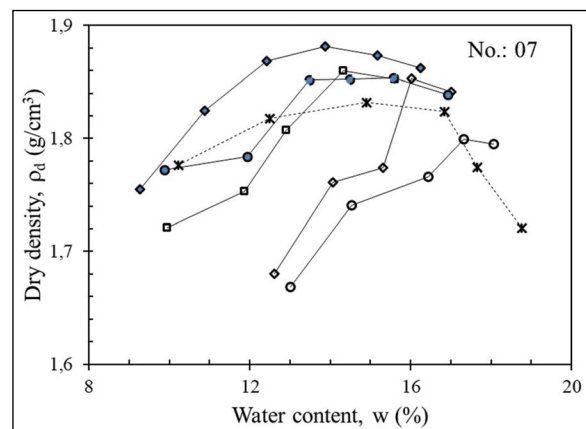 No.: 07
Dry density, ρd (g/cm³)
1,9
1,8
1,7
1,6
8
12
16
20
Water content, w (%)